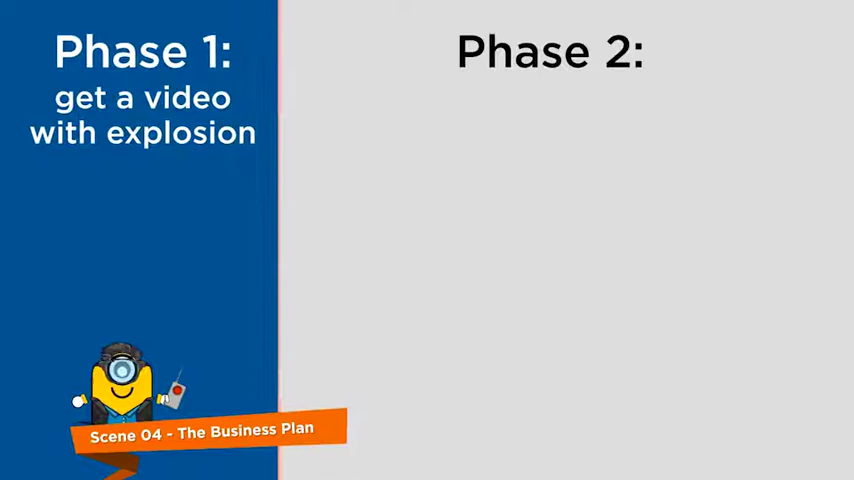 Phase 1:
get a video
with explosion
Phase 2:
Scene 04 - The Business Plan